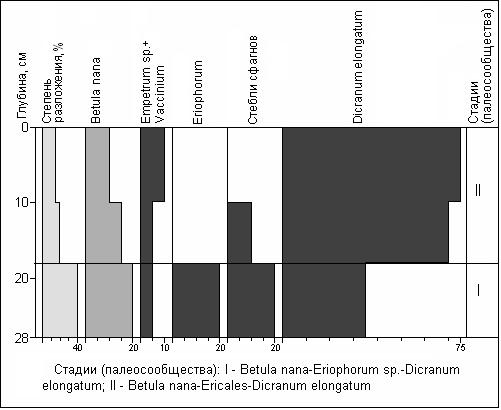 Глубина, см
Степень
разложения,%
Betula nana
Empetrum sp.+
Vaccinium
Eriophorum
Стебли сфагнов
Dicranum elongatum
Стадии
(палеосообщества)
0
10
20
28
II
I
40
20
10
20
20
75
Стадии (палеосообщества): I - Betula nana-Eriophorum sp.-Dicranum
elongatum; II - Betula nana-Ericales-Dicranum elongatum